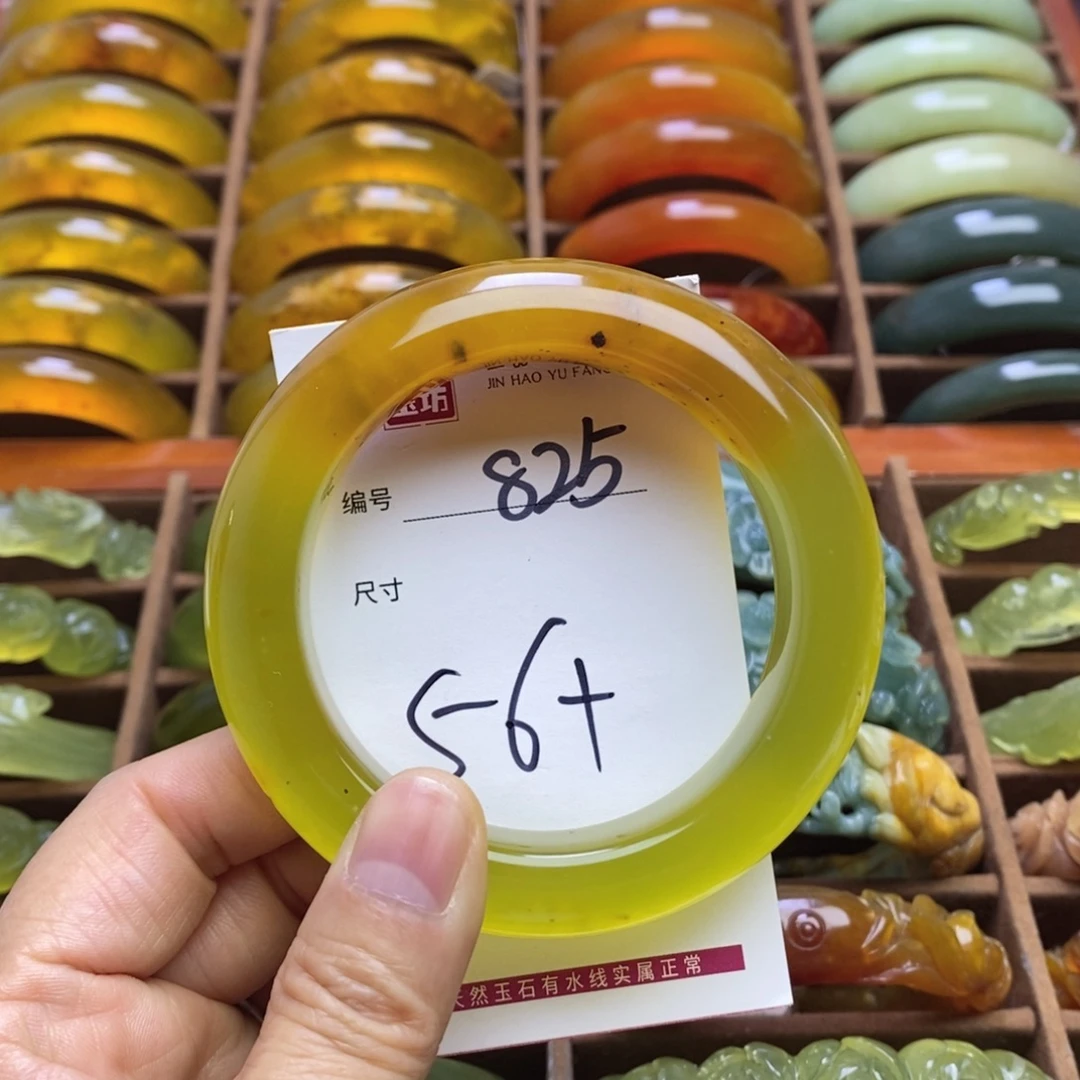 玉坊
JIN HAO YU FANG
编号 825
尺寸
56+
天然玉石有水线实属正常